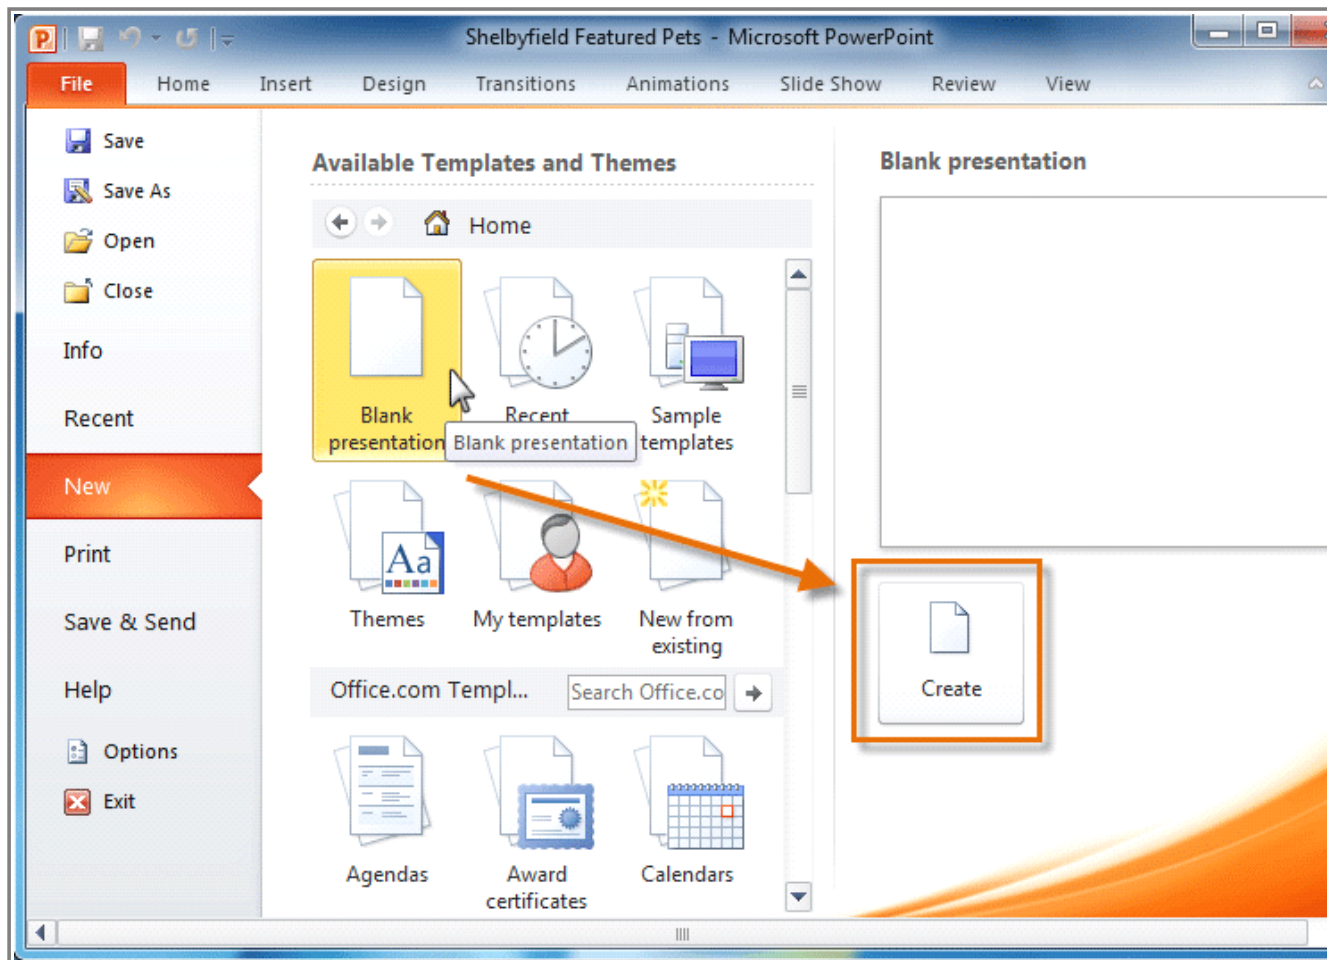 Shelbyfield Featured Pets - Microsoft PowerPoint
File Home Insert Design Transitions Animations Slide Show Review View
Save
Save As
Open
Close
Info
Recent
New
Print
Save & Send
Help
Options
Exit
Available Templates and Themes
Home
Blank
presentation
Recent
Blank presentation
Sample
templates
Aa
Themes
My templates
New from
existing
Office.com Templ...
Search Office.co
Agendas
Award
certificates
Calendars
Blank presentation
Create